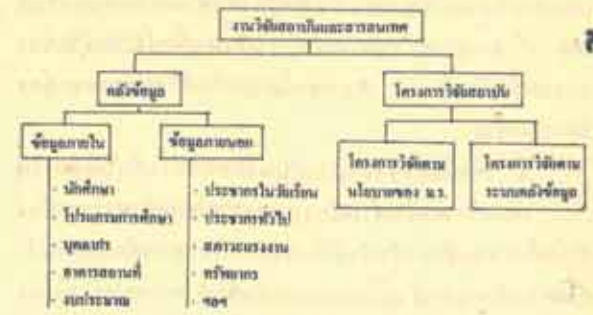 งานวิจัยสถาบันและสารสนเทศ
คลังข้อมูล
โครงการวิจัยสถาบัน
ข้อมูลภายใน
ข้อมูลภายนอก
โครงการวิจัยตาม
นโยบายของ ม.ร.
โครงการวิจัยตาม
ระบบคลังข้อมูล
- นักศึกษา
- โปรแกรมการศึกษา
- บุคลากร
- อาคารสถานที่
- งบประมาณ
- ประชากรในวัยเรียน
- ประชากรทั่วไป
- สภาวะแรงงาน
- ทรัพยากร
- ฯลฯ